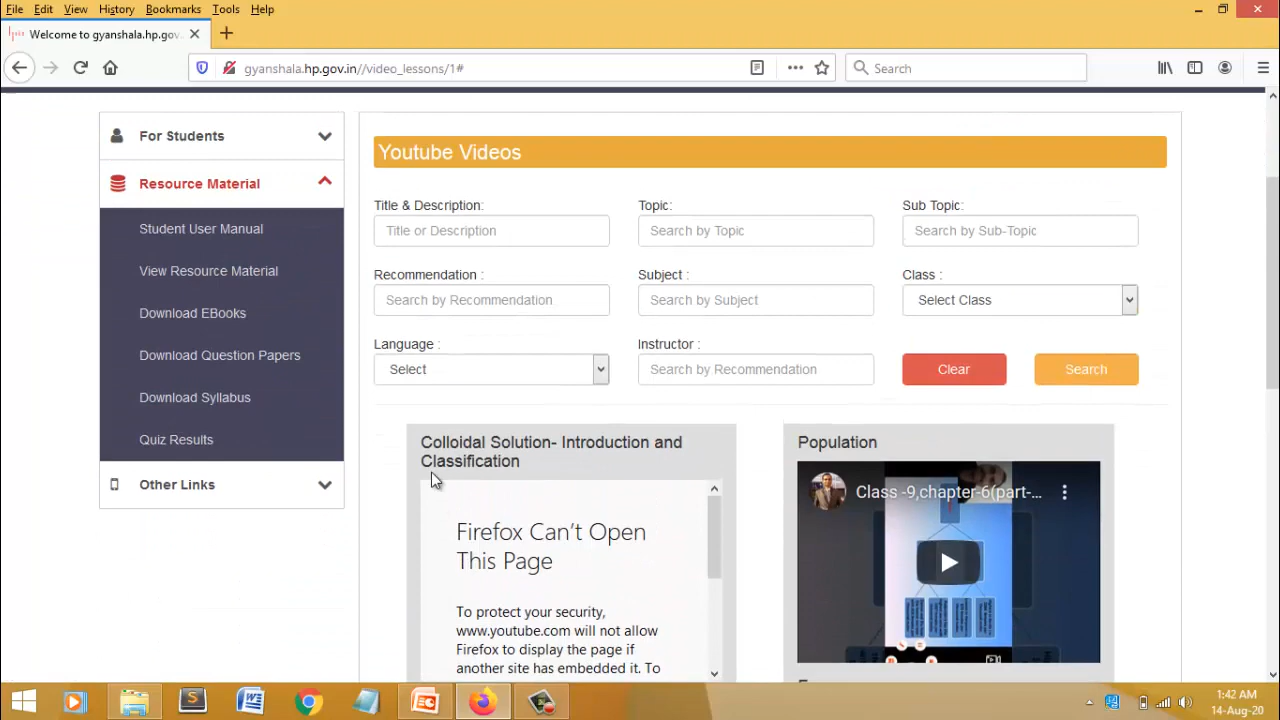 File Edit View History Bookmarks Tools Help
Welcome to gyanshala.hp.gov.
gyanshala.hp.gov.in//video_lessons/1#
Search
For Students
Resource Material
Student User Manual
View Resource Material
Download EBooks
Download Question Papers
Download Syllabus
Quiz Results
Other Links
Youtube Videos
Title & Description: Topic: Sub Topic:
Title or Description Search by Topic Search by Sub-Topic
Recommendation : Subject : Class :
Search by Recommendation Search by Subject Select Class
Language : Instructor :
Select Search by Recommendation Clear Search
Colloidal Solution- Introduction and
Classification
Firefox Can't Open
This Page
To protect your security,
www.youtube.com will not allow
Firefox to display the page if
another site has embedded it. To
Population
Class -9,chapter-6(part-...
1:42 AM
14-Aug-20